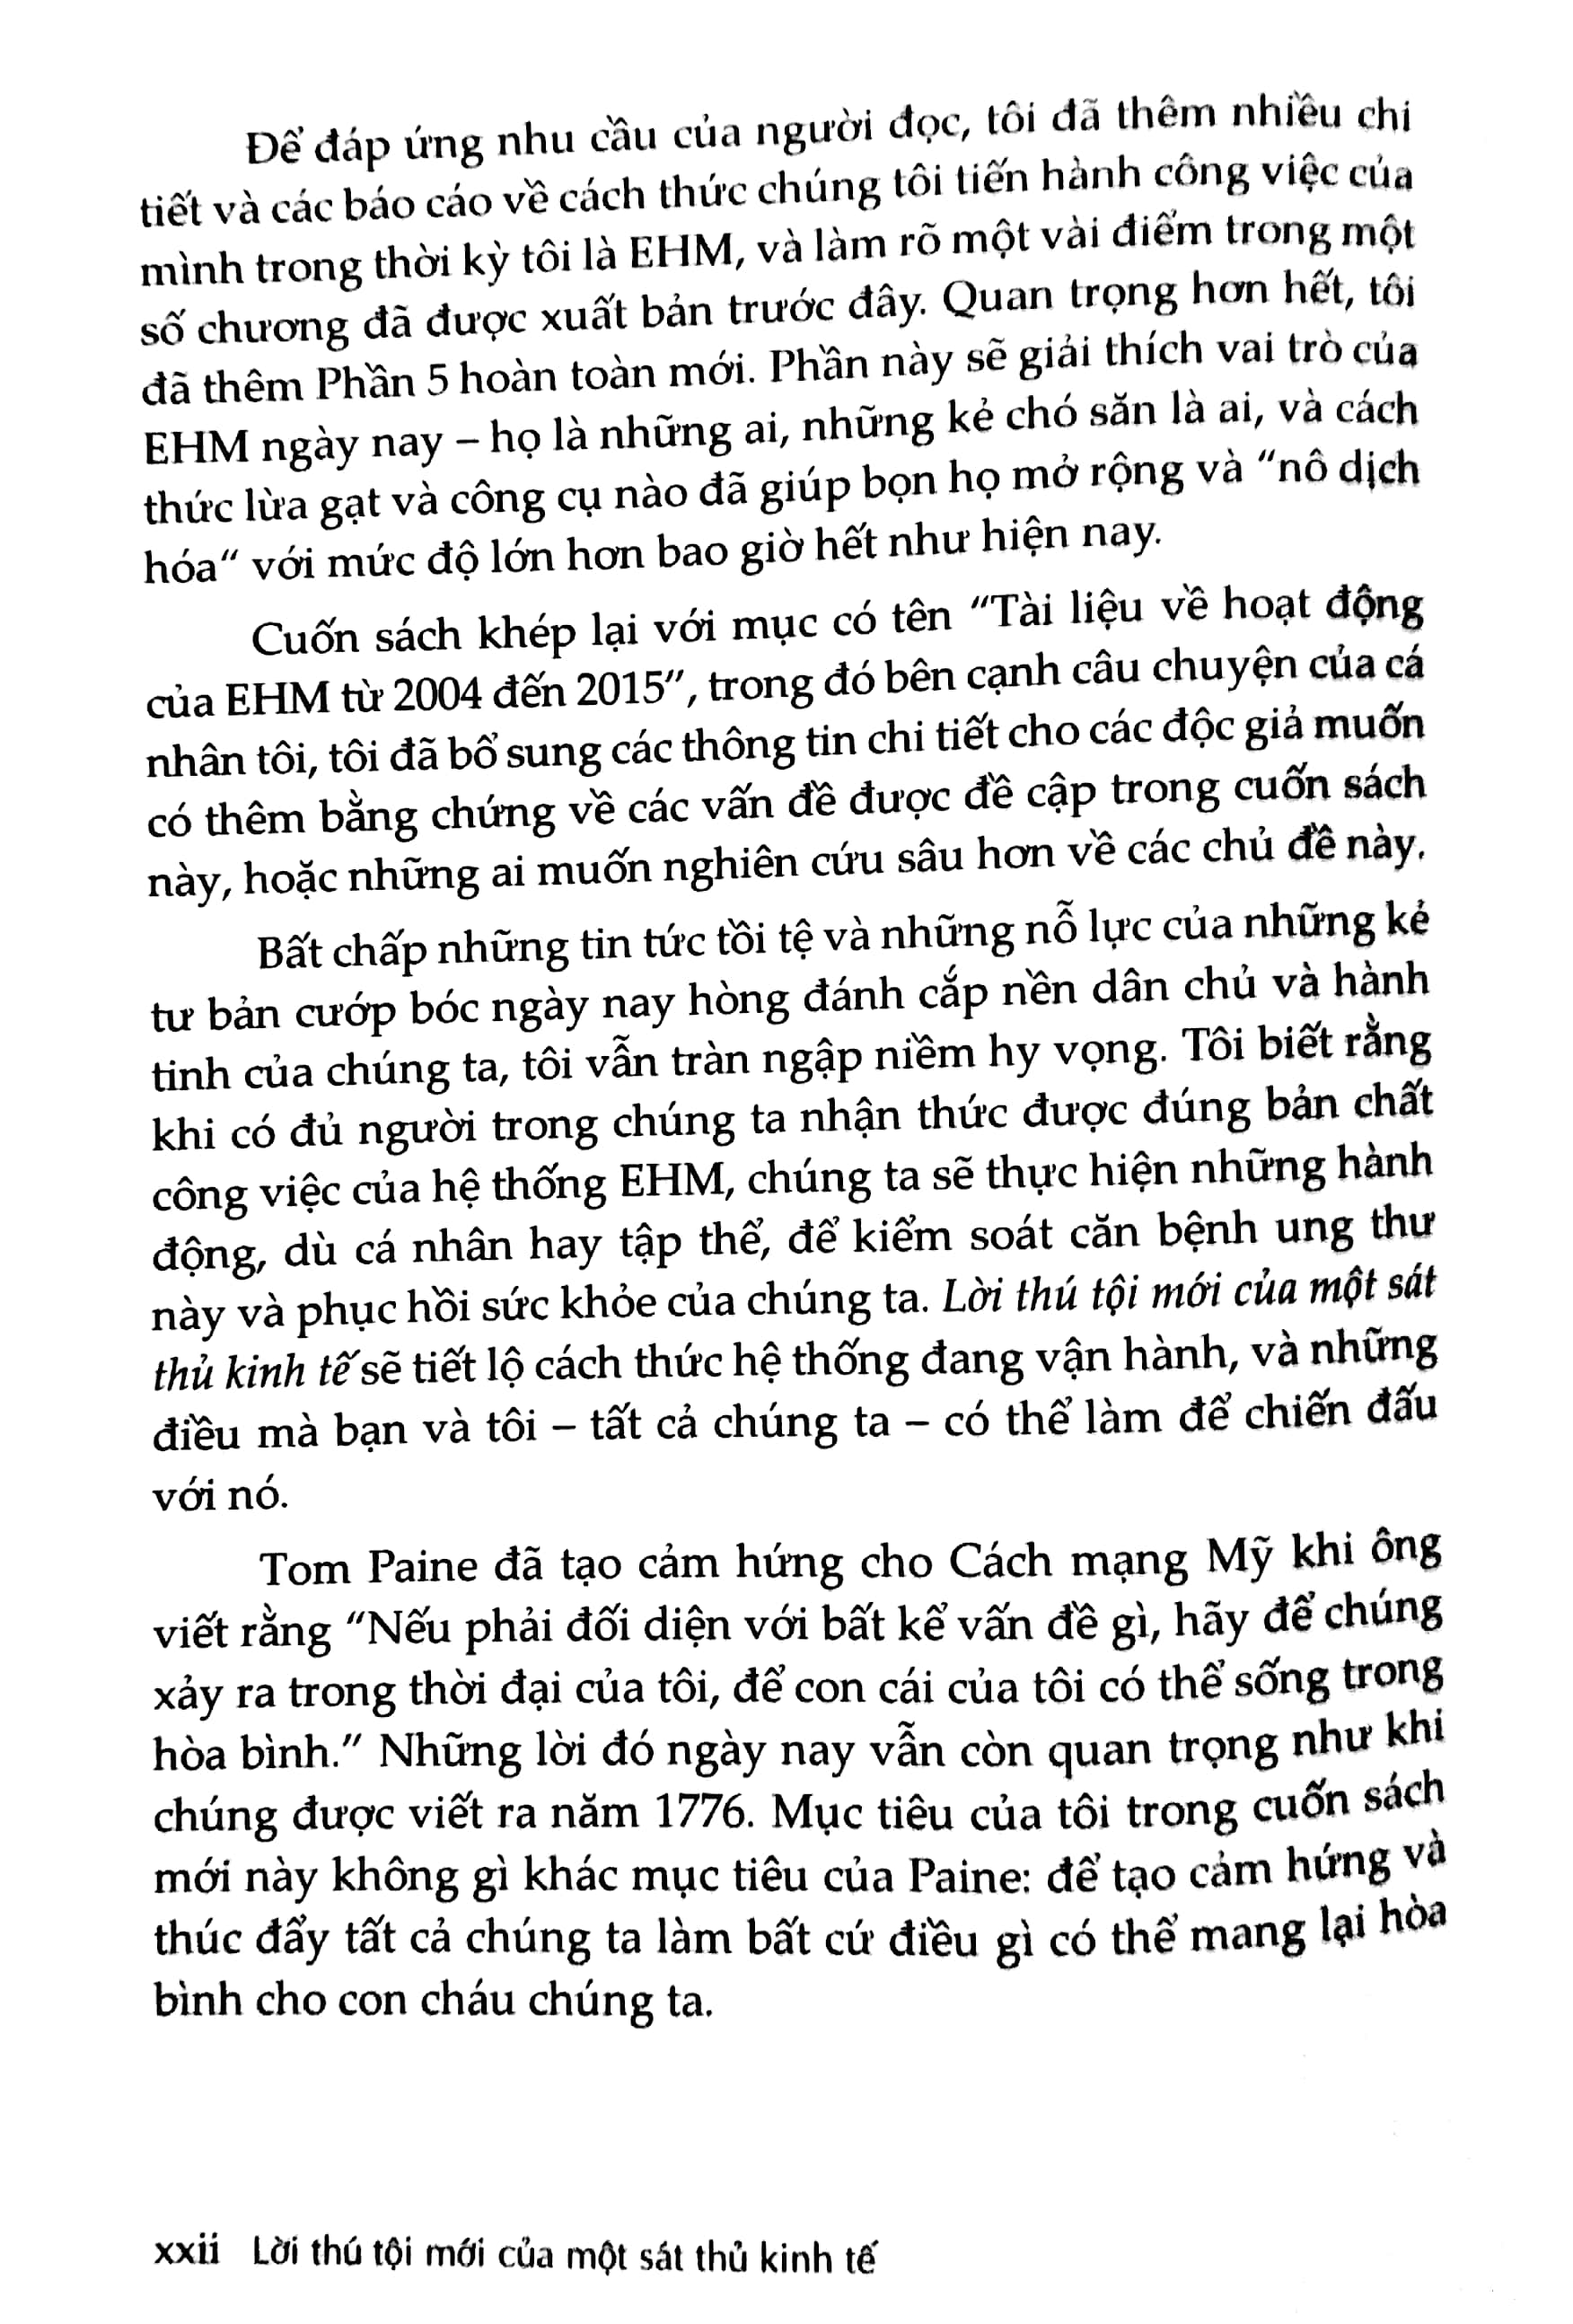 Để đáp ứng nhu cầu của người đọc, tôi đã thêm nhiều chi
tiết và các báo cáo về cách thức chúng tôi tiến hành công việc của
mình trong thời kỳ tôi là EHM, và làm rõ một vài điểm trong một
số chương đã được xuất bản trước đây. Quan trọng hơn hết, tôi
đã thêm Phần 5 hoàn toàn mới. Phần này sẽ giải thích vai trò của
EHM ngày nay – họ là những ai, những kẻ chó săn là ai, và cách
thức lừa gạt và công cụ nào đã giúp bọn họ mở rộng và “nô dịch
hóa“ với mức độ lớn hơn bao giờ hết như hiện nay.
Cuốn sách khép lại với mục có tên “Tài liệu về hoạt động
của EHM từ 2004 đến 2015”, trong đó bên cạnh câu chuyện của cá
nhân tôi, tôi đã bổ sung các thông tin chi tiết cho các độc giả muốn
có thêm bằng chứng về các vấn đề được đề cập trong cuốn sách
này, hoặc những ai muốn nghiên cứu sâu hơn về các chủ đề này.
Bất chấp những tin tức tồi tệ và những nỗ lực của những kẻ
tư bản cướp bóc ngày nay hòng đánh cắp nền dân chủ và hành
tinh của chúng ta, tôi vẫn tràn ngập niềm hy vọng. Tôi biết rằng
khi có đủ người trong chúng ta nhận thức được đúng bản chất
công việc của hệ thống EHM, chúng ta sẽ thực hiện những hành
động, dù cá nhân hay tập thể, để kiểm soát căn bệnh ung thư
này và phục hồi sức khỏe của chúng ta. Lời thú tội mới của một sát
thủ kinh tế sẽ tiết lộ cách thức hệ thống đang vận hành, và những
điều mà bạn và tôi – tất cả chúng ta – có thể làm để chiến đấu
với nó.
Tom Paine đã tạo cảm hứng cho Cách mạng Mỹ khi ông
viết rằng “Nếu phải đối diện với bất kể vấn đề gì, hãy để chúng
xảy ra trong thời đại của tôi, để con cái của tôi có thể sống trong
hòa bình.” Những lời đó ngày nay vẫn còn quan trọng như khi
chúng được viết ra năm 1776. Mục tiêu của tôi trong cuốn sách
mới này không gì khác mục tiêu của Paine: để tạo cảm hứng và
thúc đẩy tất cả chúng ta làm bất cứ điều gì có thể mang lại hòa
bình cho con cháu chúng ta.
xxii Lời thú tội mới của một sát thủ kinh tế